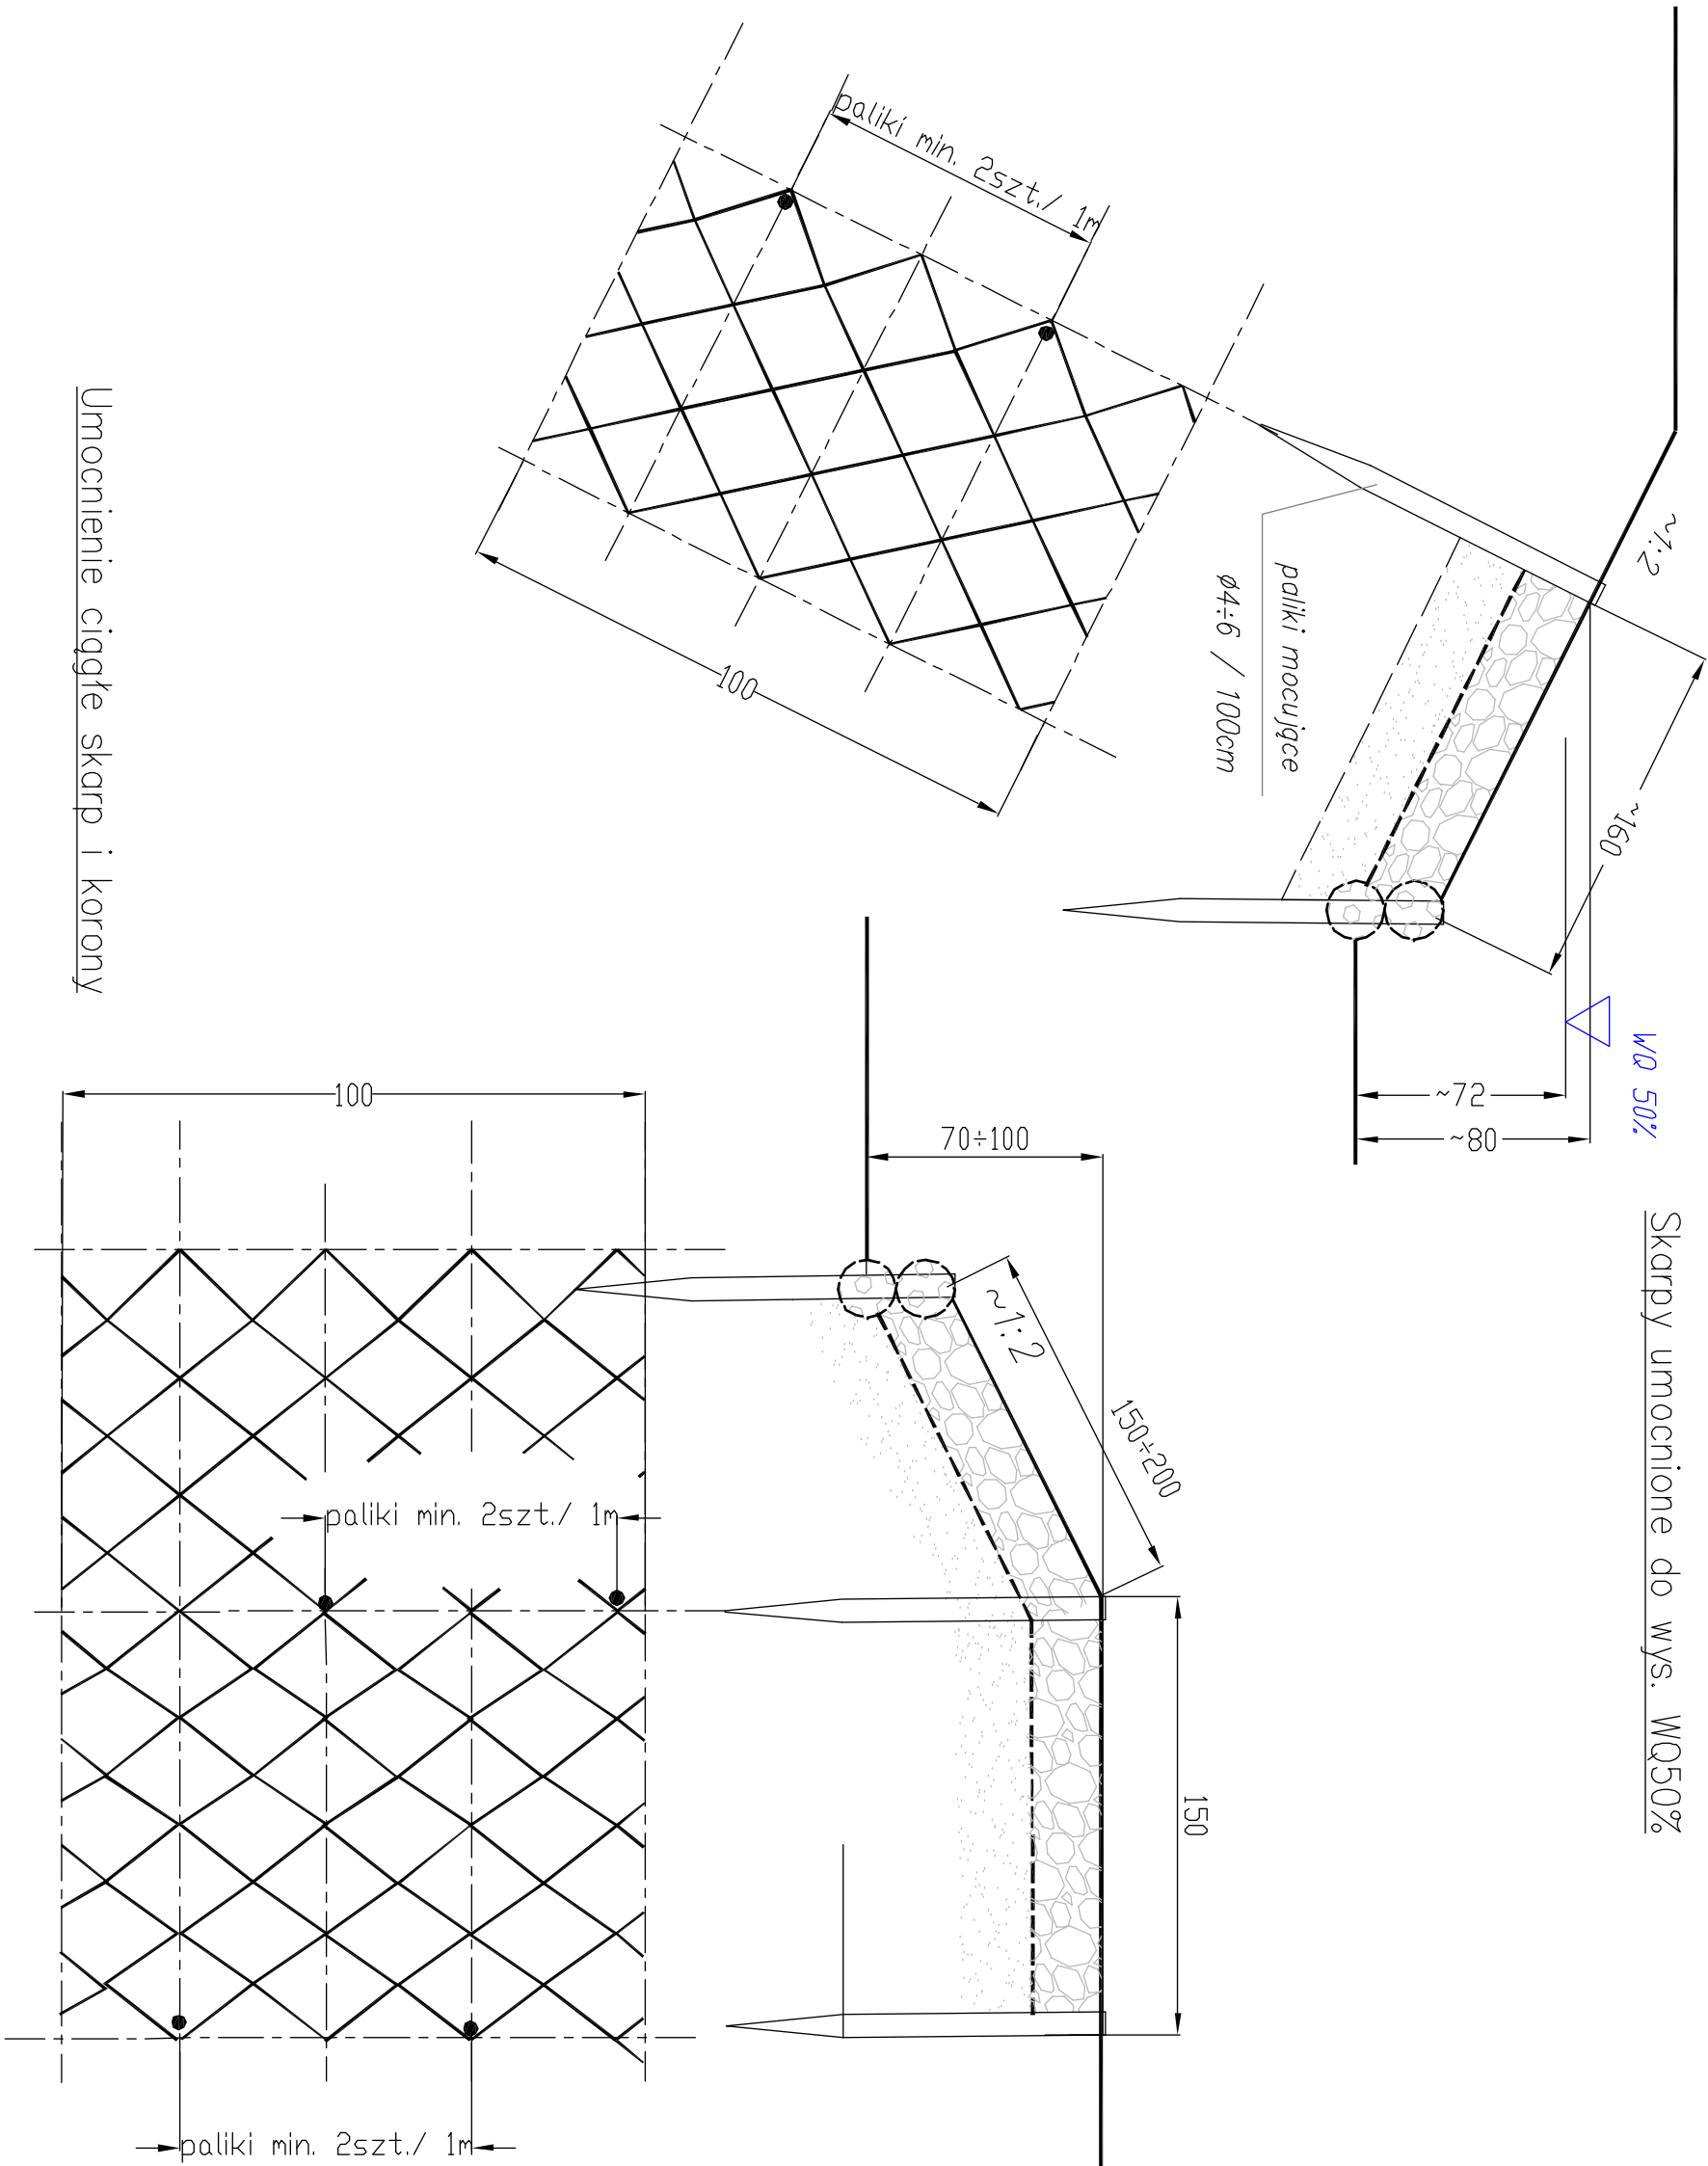 Skarpy umocnione do wys. WQ50%
~1:2
~160
WQ 50%
~72
~80
paliki mocujące
Ø4÷6 / 100cm
paliki min. 2szt./ 1m
100
Umocnienie ciągłe skarp i korony
70÷100
~1:2
150÷200
150
100
paliki min. 2szt./ 1m
paliki min. 2szt./ 1m